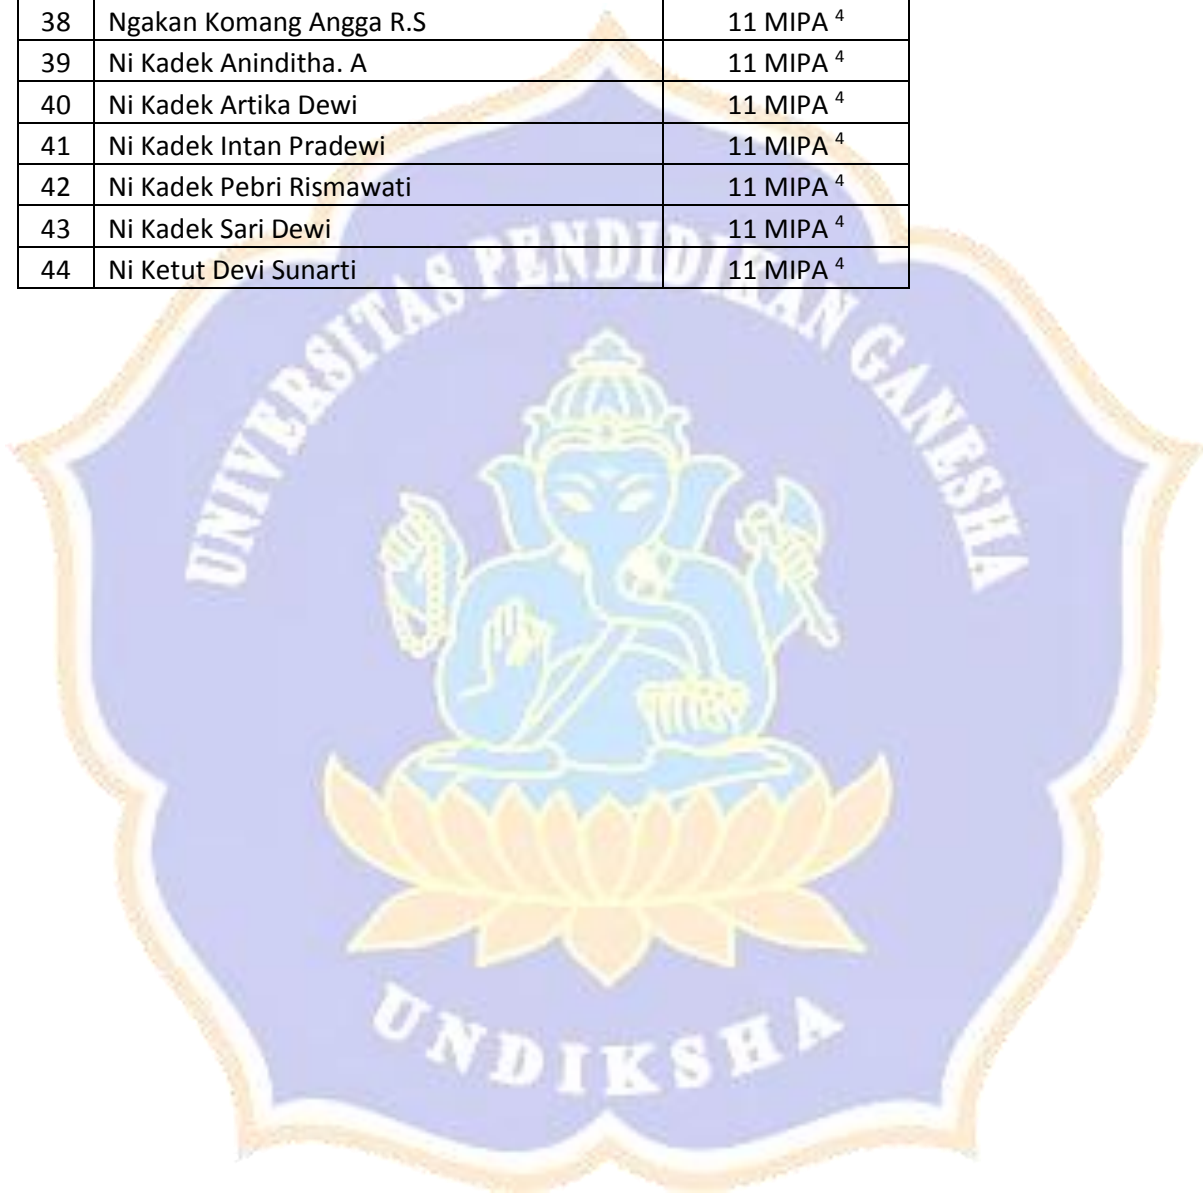 38 Ngakan Komang Angga R.S 11 MIPA ⁴
39 Ni Kadek Aninditha. A 11 MIPA ⁴
40 Ni Kadek Artika Dewi 11 MIPA ⁴
41 Ni Kadek Intan Pradewi 11 MIPA ⁴
42 Ni Kadek Pebri Rismawati 11 MIPA ⁴
43 Ni Kadek Sari Dewi 11 MIPA ⁴
44 Ni Ketut Devi Sunarti 11 MIPA ⁴
UNIVERSITAS PENDIDIKAN GANESHA
UNDIKSHA